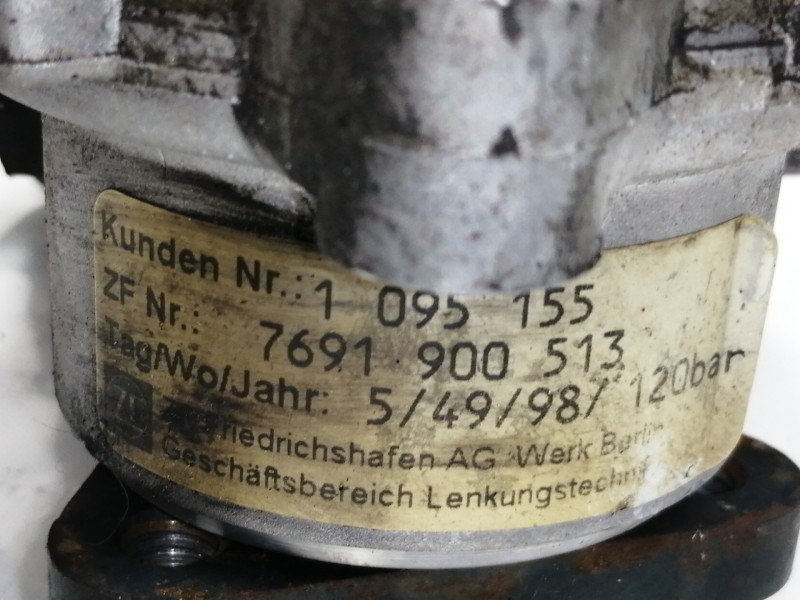 Kunden Nr.: 1 095 155
ZF Nr.: 7691 900 513
Tag/Wo/Jahr: 5/49/98/ 120bar
Friedrichshafen AG Werk Berlin
Geschäftsbereich Lenkungstechnik